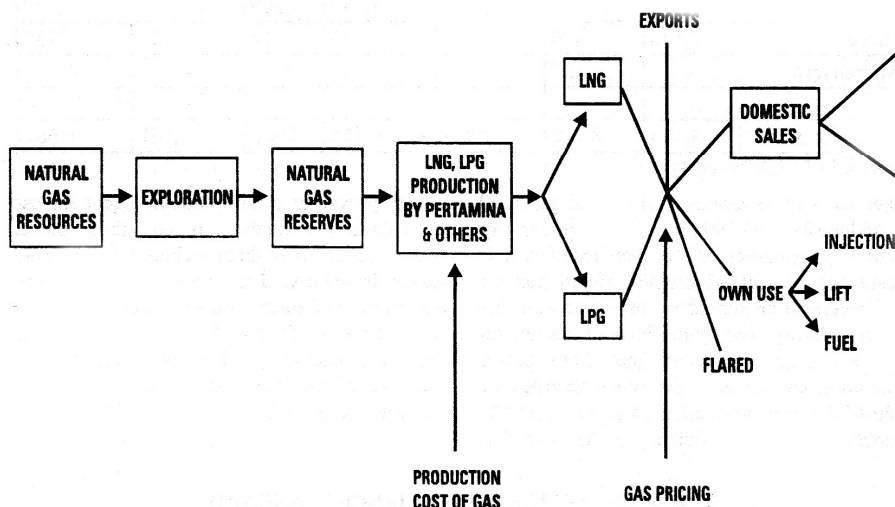 EXPORTS
LNG
DOMESTIC
SALES
NATURAL
GAS
RESOURCES
EXPLORATION
NATURAL
GAS
RESERVES
LNG, LPG
PRODUCTION
BY PERTAMINA
& OTHERS
LPG
INJECTION
OWN USE
LIFT
FUEL
FLARED
PRODUCTION
COST OF GAS
GAS PRICING